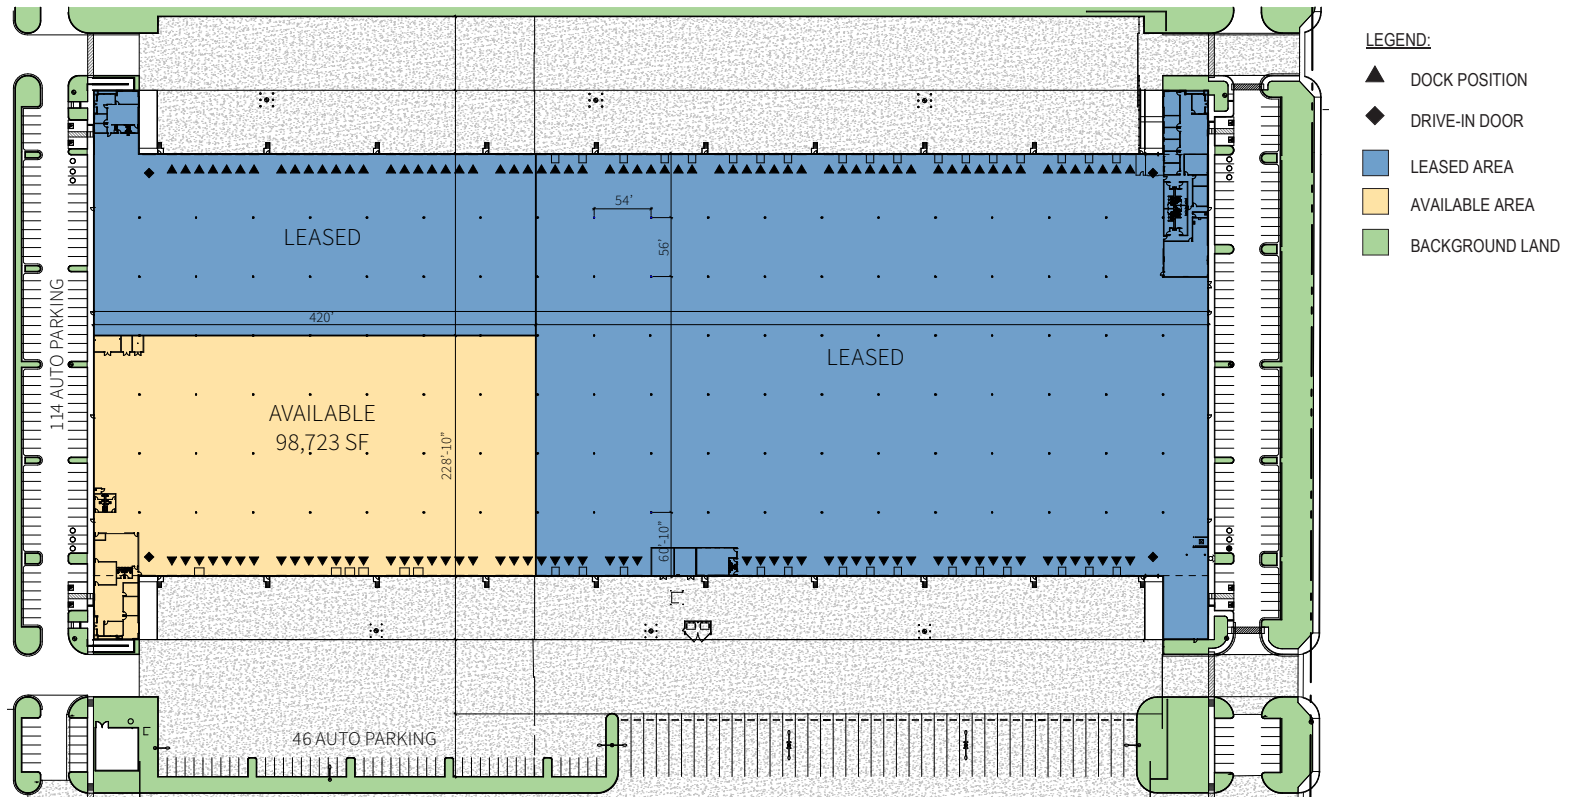 LEGEND:
DOCK POSITION
DRIVE-IN DOOR
LEASED AREA
AVAILABLE AREA
BACKGROUND LAND
54'
LEASED
56'
114 AUTO PARKING
420'
LEASED
AVAILABLE
98,723 SF
228'-10"
60'-10"
46 AUTO PARKING